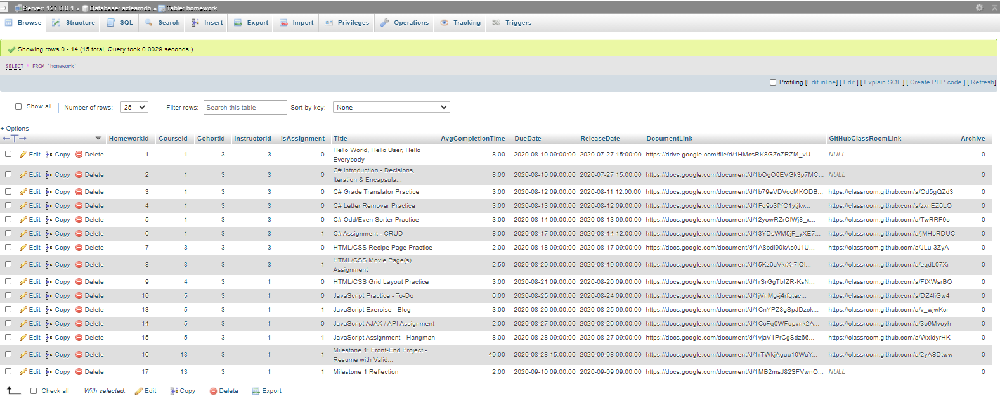 Server: 127.0.0.1 » Database: azlearndb » Table: homework
Browse Structure SQL Search Insert Export Import Privileges Operations Tracking Triggers
Showing rows 0 - 14 (15 total, Query took 0.0029 seconds.)
SELECT * FROM `homework`
Profiling [Edit inline] [ Edit ] [ Explain SQL ] [ Create PHP code ] [ Refresh]
Show all Number of rows: 25 Filter rows: Search this table Sort by key: None
+ Options
HomeworkId CourseId CohortId InstructorId IsAssignment Title AvgCompletionTime DueDate ReleaseDate DocumentLink GitHubClassRoomLink Archive
Edit Copy Delete 1 1 3 3 0 Hello World, Hello User, Hello 8.00 2020-08-10 09:00:00 2020-07-27 15:00:00 https://drive.google.com/file/d/1HMcsRK8GZcZRZM_vU... NULL 0
Everybody
Edit Copy Delete 2 1 3 3 0 C# Introduction - Decisions, 8.00 2020-08-10 09:00:00 2020-07-27 15:00:00 https://docs.google.com/document/d/1bOgO0EVGk3p7MC... NULL 0
Iteration & Encapsula...
Edit Copy Delete 3 1 3 3 0 C# Grade Translator Practice 3.00 2020-08-12 09:00:00 2020-08-11 12:00:00 https://docs.google.com/document/d/1b79eVDVocMKODB... https://classroom.github.com/a/Od5gQZd3 0
Edit Copy Delete 4 1 3 3 0 C# Letter Remover Practice 3.00 2020-08-13 09:00:00 2020-08-12 09:00:00 https://docs.google.com/document/d/1Fq9o3fYC1ytjkv... https://classroom.github.com/a/zxnEZ6LO 0
Edit Copy Delete 5 1 3 3 0 C# Odd/Even Sorter Practice 3.00 2020-08-14 09:00:00 2020-08-13 09:00:00 https://docs.google.com/document/d/12yowRZrOlWj8_x... https://classroom.github.com/a/TwRRF9c- 0
Edit Copy Delete 6 1 3 3 1 C# Assignment - CRUD 8.00 2020-08-17 09:00:00 2020-08-14 12:00:00 https://docs.google.com/document/d/13YDsWM5jF_yXE7... https://classroom.github.com/a/jMHbRDUC 0
Edit Copy Delete 7 3 3 3 0 HTML/CSS Recipe Page Practice 2.00 2020-08-18 09:00:00 2020-08-17 09:00:00 https://docs.google.com/document/d/1A8bdl90kAc9J1U... https://classroom.github.com/a/JLu-3ZyA 0
Edit Copy Delete 8 3 3 3 1 HTML/CSS Movie Page(s) 2.50 2020-08-20 09:00:00 2020-08-19 09:00:00 https://docs.google.com/document/d/15Kz6uVkrX-7IOl... https://classroom.github.com/a/eqdL07Xr 0
Assignment
Edit Copy Delete 9 4 3 1 0 HTML/CSS Grid Layout Practice 3.00 2020-08-21 09:00:00 2020-08-20 09:00:00 https://docs.google.com/document/d/1rSrGgTbIZR-KsN... https://classroom.github.com/a/FtXWsrBO 0
Edit Copy Delete 10 5 3 1 0 JavaScript Practice - To-Do 6.00 2020-08-25 09:00:00 2020-08-24 09:00:00 https://docs.google.com/document/d/1jVnMg-j4rfqtec... https://classroom.github.com/a/DZ4IiGw4 0
Edit Copy Delete 13 5 3 1 1 JavaScript Exercise - Blog 3.00 2020-08-26 09:00:00 2020-08-25 09:00:00 https://docs.google.com/document/d/1CnYPZ8gSpJDzck... https://classroom.github.com/a/v_wjwKcr 0
Edit Copy Delete 14 5 3 1 0 JavaScript AJAX / API Assignment 2.00 2020-08-27 09:00:00 2020-08-26 09:00:00 https://docs.google.com/document/d/1CcFq0WFupvnk2A... https://classroom.github.com/a/3o9Mvoyh 0
Edit Copy Delete 15 5 3 1 1 JavaScript Assignment - Hangman 8.00 2020-08-28 09:00:00 2020-08-27 09:00:00 https://docs.google.com/document/d/1vjaV1PrCgSdz66... https://classroom.github.com/a/WxIdyrHK 0
Edit Copy Delete 16 13 3 1 1 Milestone 1: Front-End Project - 40.00 2020-08-28 15:00:00 2020-09-08 09:00:00 https://docs.google.com/document/d/1rTWkjAguu10WuY... https://classroom.github.com/a/2yASDtww 0
Resume with Valid...
Edit Copy Delete 17 13 3 1 1 Milestone 1 Reflection 2.00 2020-09-10 09:00:00 2020-09-09 09:00:00 https://docs.google.com/document/d/1MB2msJ82SFVwnO... NULL 0
Check all With selected: Edit Copy Delete Export